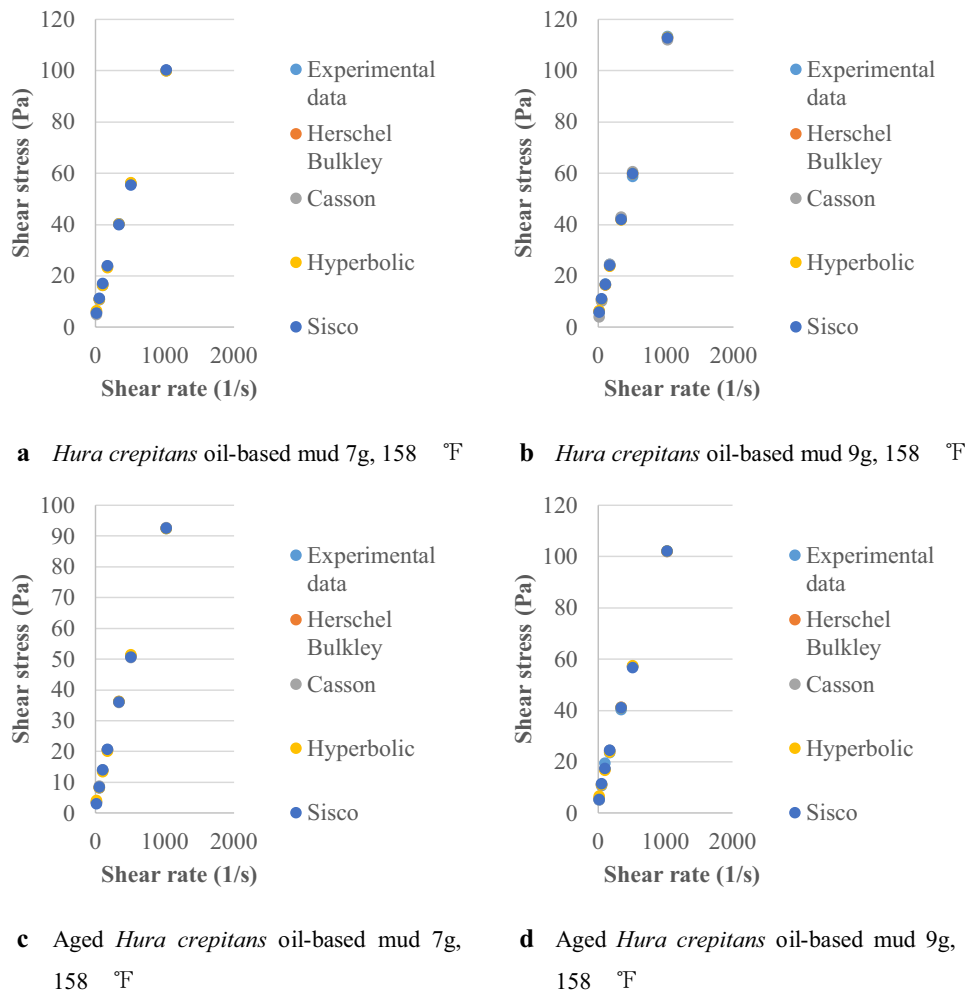 120
100
80
60
40
20
0
Shear stress (Pa)
0 1000 2000
Shear rate (1/s)
Experimental
data
Herschel
Bulkley
Casson
Hyperbolic
Sisco
a Hura crepitans oil-based mud 7g, 158 ℉
120
100
80
60
40
20
0
Shear stress (Pa)
0 1000 2000
Shear rate (1/s)
Experimental
data
Herschel
Bulkley
Casson
Hyperbolic
Sisco
b Hura crepitans oil-based mud 9g, 158 ℉
100
90
80
70
60
50
40
30
20
10
0
Shear stress (Pa)
0 1000 2000
Shear rate (1/s)
Experimental
data
Herschel
Bulkley
Casson
Hyperbolic
Sisco
c Aged Hura crepitans oil-based mud 7g,
158 ℉
120
100
80
60
40
20
0
Shear stress (Pa)
0 1000 2000
Shear rate (1/s)
Experimental
data
Herschel
Bulkley
Casson
Hyperbolic
Sisco
d Aged Hura crepitans oil-based mud 9g,
158 ℉